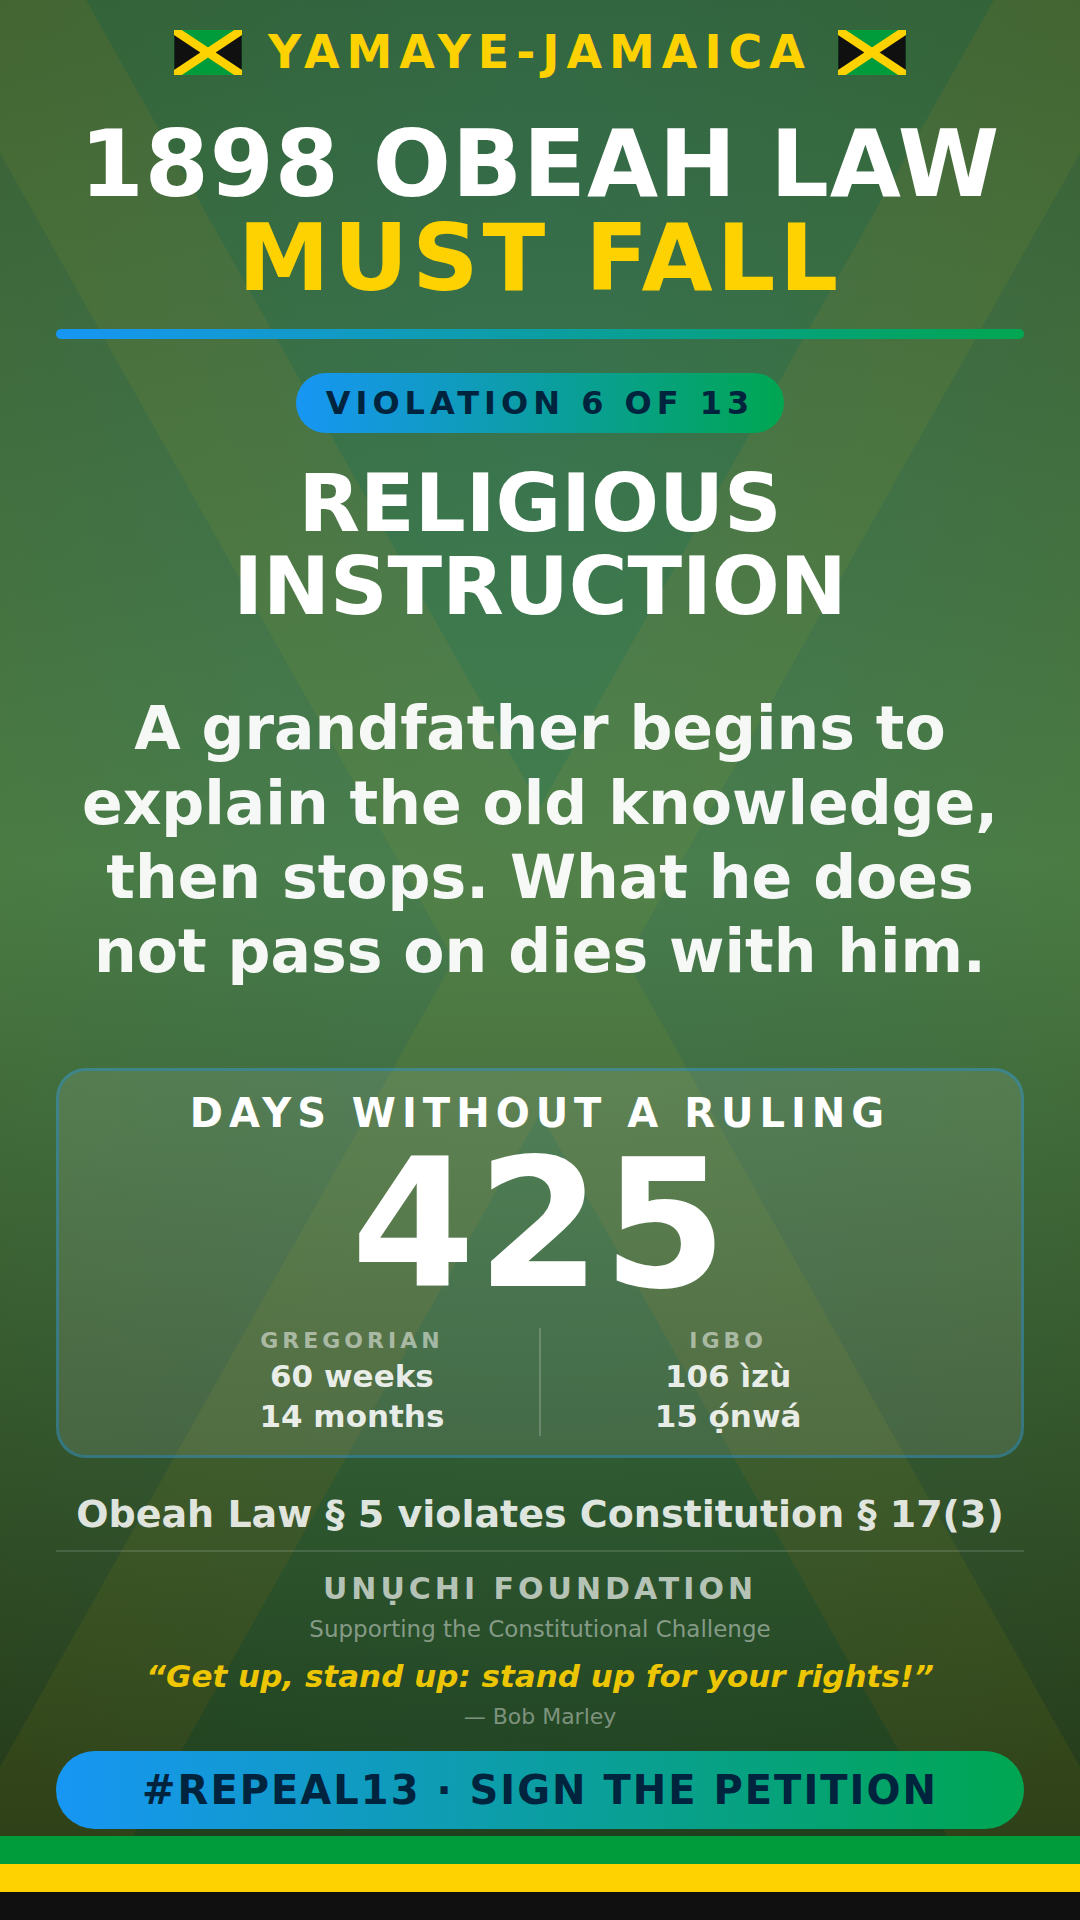 YAMAYE-JAMAICA
1898 OBEAH LAW
MUST FALL
VIOLATION 6 OF 13
RELIGIOUS
INSTRUCTION
A grandfather begins to
explain the old knowledge,
then stops. What he does
not pass on dies with him.
DAYS WITHOUT A RULING
425
GREGORIAN
60 weeks
14 months
IGBO
106 ìzù
15 ọ́nwá
Obeah Law § 5 violates Constitution § 17(3)
UNỤCHI FOUNDATION
Supporting the Constitutional Challenge
“Get up, stand up: stand up for your rights!”
— Bob Marley
#REPEAL13 · SIGN THE PETITION